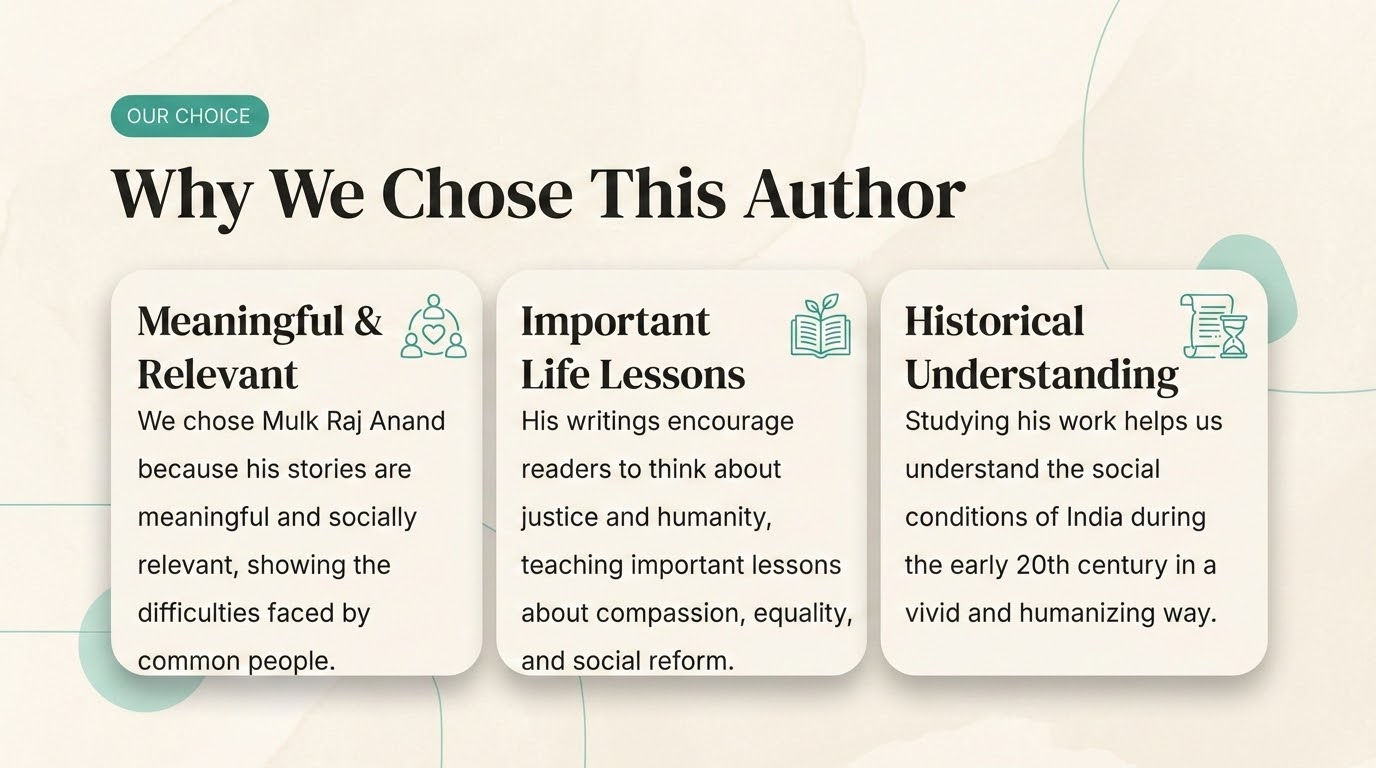 OUR CHOICE
Why We Chose This Author
Meaningful &
Relevant
We chose Mulk Raj Anand
because his stories are
meaningful and socially
relevant, showing the
difficulties faced by
common people.
Important
Life Lessons
His writings encourage
readers to think about
justice and humanity,
teaching important lessons
about compassion, equality,
and social reform.
Historical
Understanding
Studying his work helps us
understand the social
conditions of India during
the early 20th century in a
vivid and humanizing way.